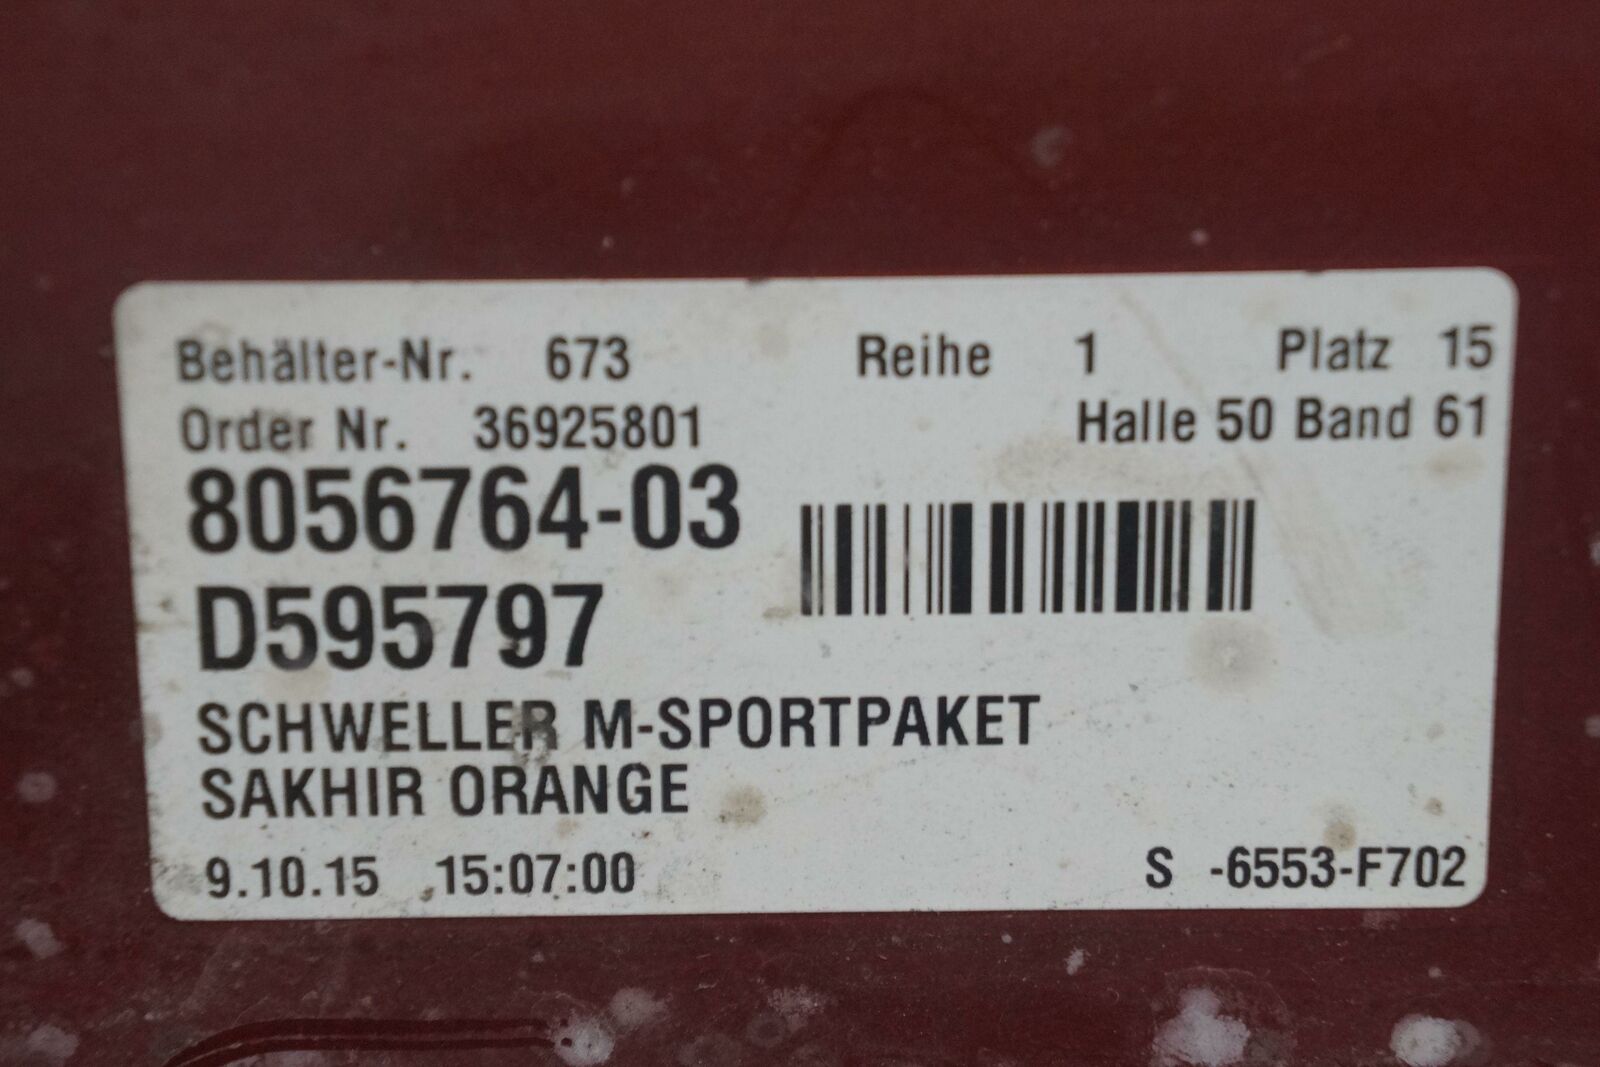 Behälter-Nr. 673 Reihe 1 Platz 15
Order Nr. 36925801 Halle 50 Band 61
8056764-03
D595797
SCHWELLER M-SPORTPAKET
SAKHIR ORANGE
9.10.15 15:07:00 S -6553-F702